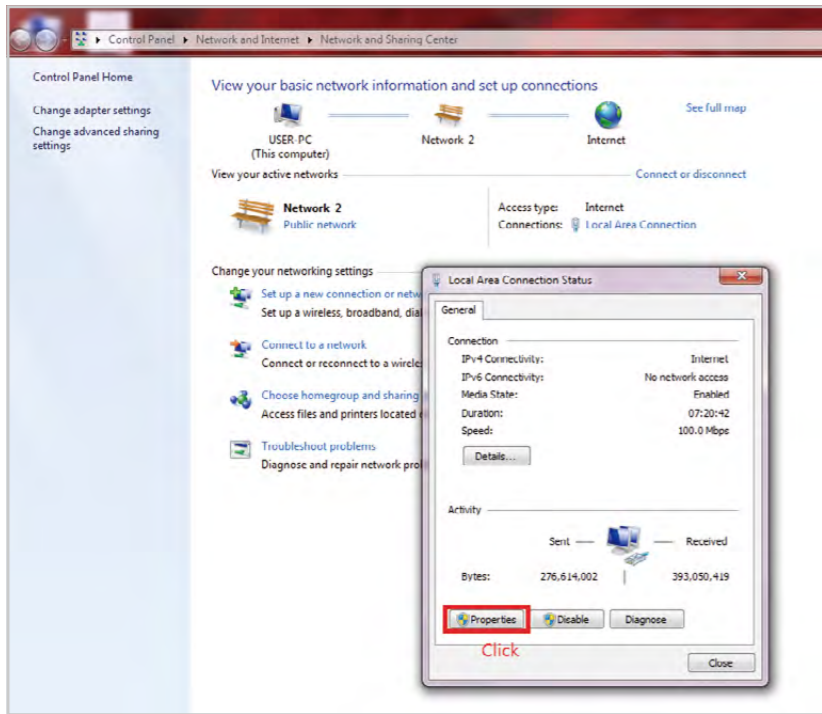 Control Panel ▸ Network and Internet ▸ Network and Sharing Center
Control Panel Home
Change adapter settings
Change advanced sharing
settings
View your basic network information and set up connections
See full map
USER-PC
(This computer)
Network 2
Internet
View your active networks
Connect or disconnect
Network 2
Public network
Access type: Internet
Connections: Local Area Connection
Change your networking settings
Set up a new connection or netw
Set up a wireless, broadband, dia
Connect to a network
Connect or reconnect to a wirele
Choose homegroup and sharing
Access files and printers located
Troubleshoot problems
Diagnose and repair network pro
Local Area Connection Status
General
Connection
IPv4 Connectivity: Internet
IPv6 Connectivity: No network access
Media State: Enabled
Duration: 07:20:42
Speed: 100.0 Mbps
Details...
Activity
Sent — Received
Bytes: 276,614,002 | 393,050,419
Properties Disable Diagnose
Click
Close